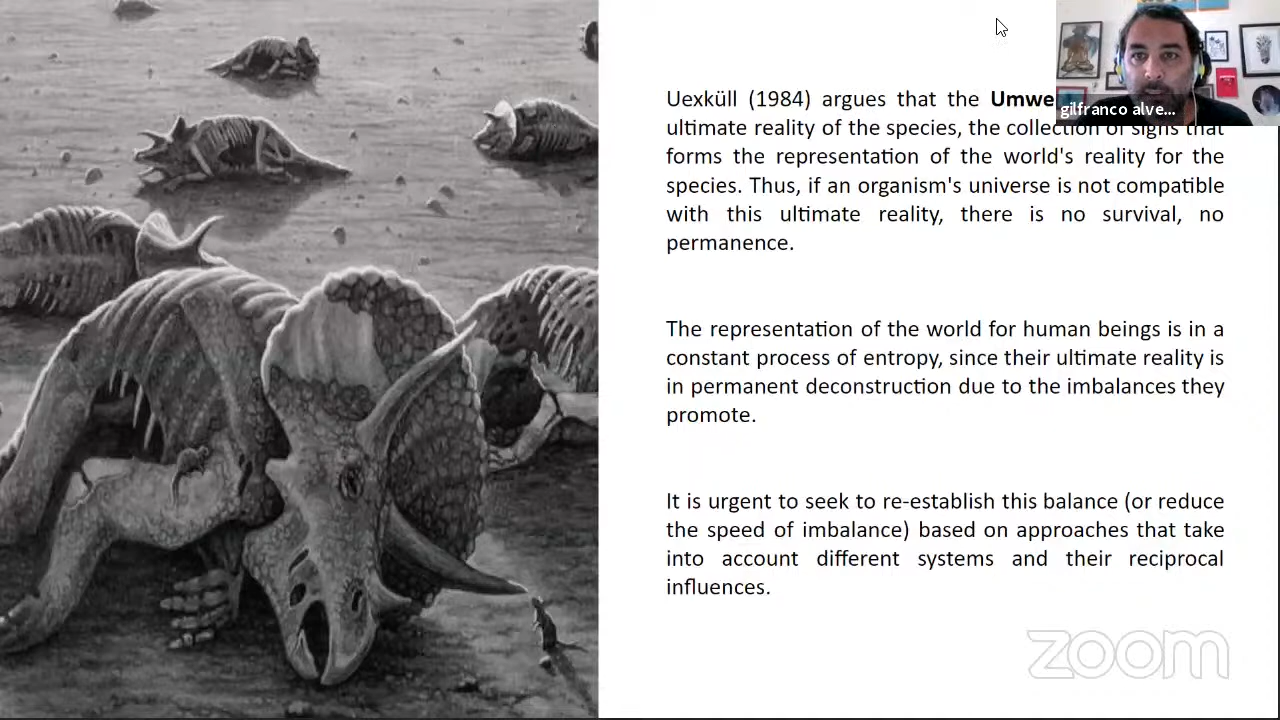 Uexküll (1984) argues that the Umwe
ultimate reality of the species, the collection of signs that
forms the representation of the world's reality for the
species. Thus, if an organism's universe is not compatible
with this ultimate reality, there is no survival, no
permanence.
The representation of the world for human beings is in a
constant process of entropy, since their ultimate reality is
in permanent deconstruction due to the imbalances they
promote.
It is urgent to seek to re-establish this balance (or reduce
the speed of imbalance) based on approaches that take
into account different systems and their reciprocal
influences.
gilfranco alve...
zoom